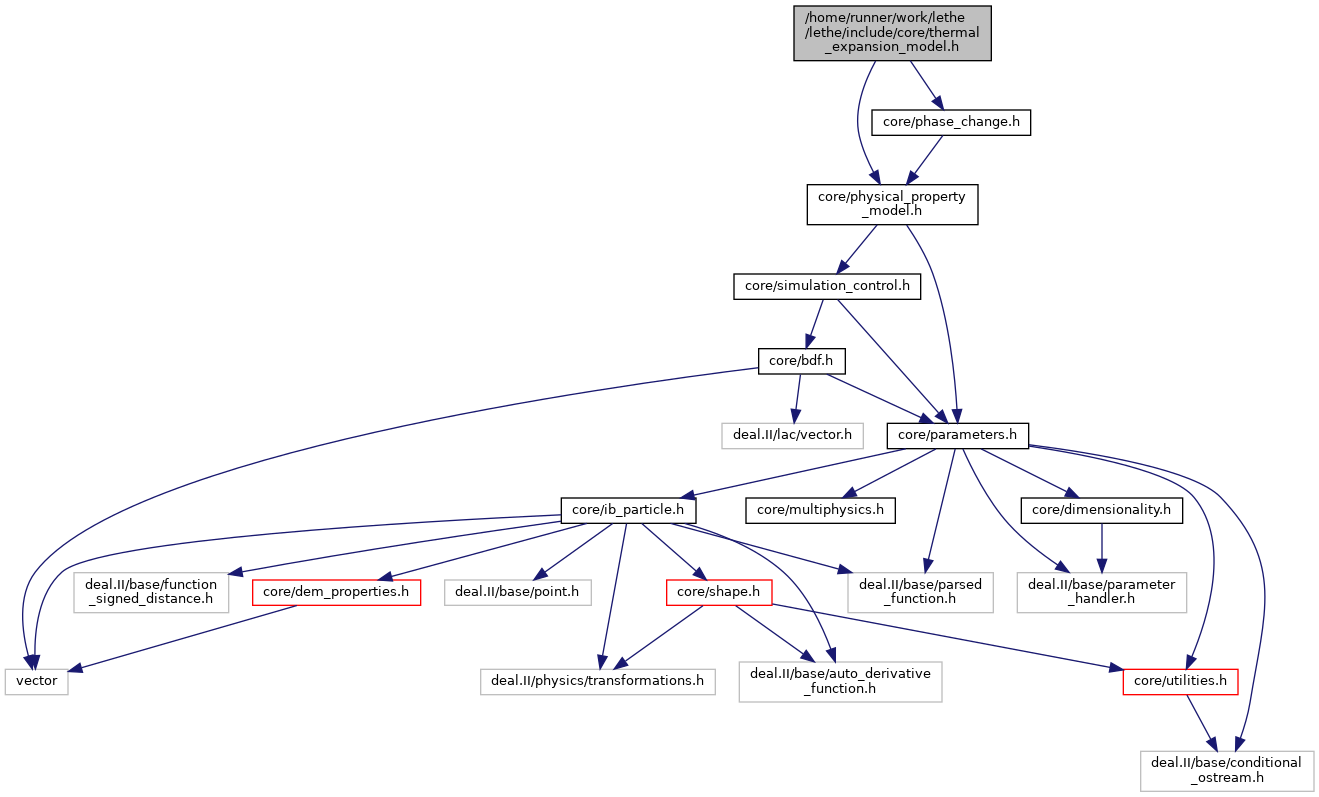 /home/runner/work/lethe
/lethe/include/core/thermal
_expansion_model.h
core/phase_change.h
core/physical_property
_model.h
core/simulation_control.h
core/bdf.h
deal.II/lac/vector.h
core/parameters.h
core/ib_particle.h
core/multiphysics.h
core/dimensionality.h
deal.II/base/function
_signed_distance.h
core/dem_properties.h
deal.II/base/point.h
core/shape.h
deal.II/base/parsed
_function.h
deal.II/base/parameter
_handler.h
vector
deal.II/physics/transformations.h
deal.II/base/auto_derivative
_function.h
core/utilities.h
deal.II/base/conditional
_ostream.h